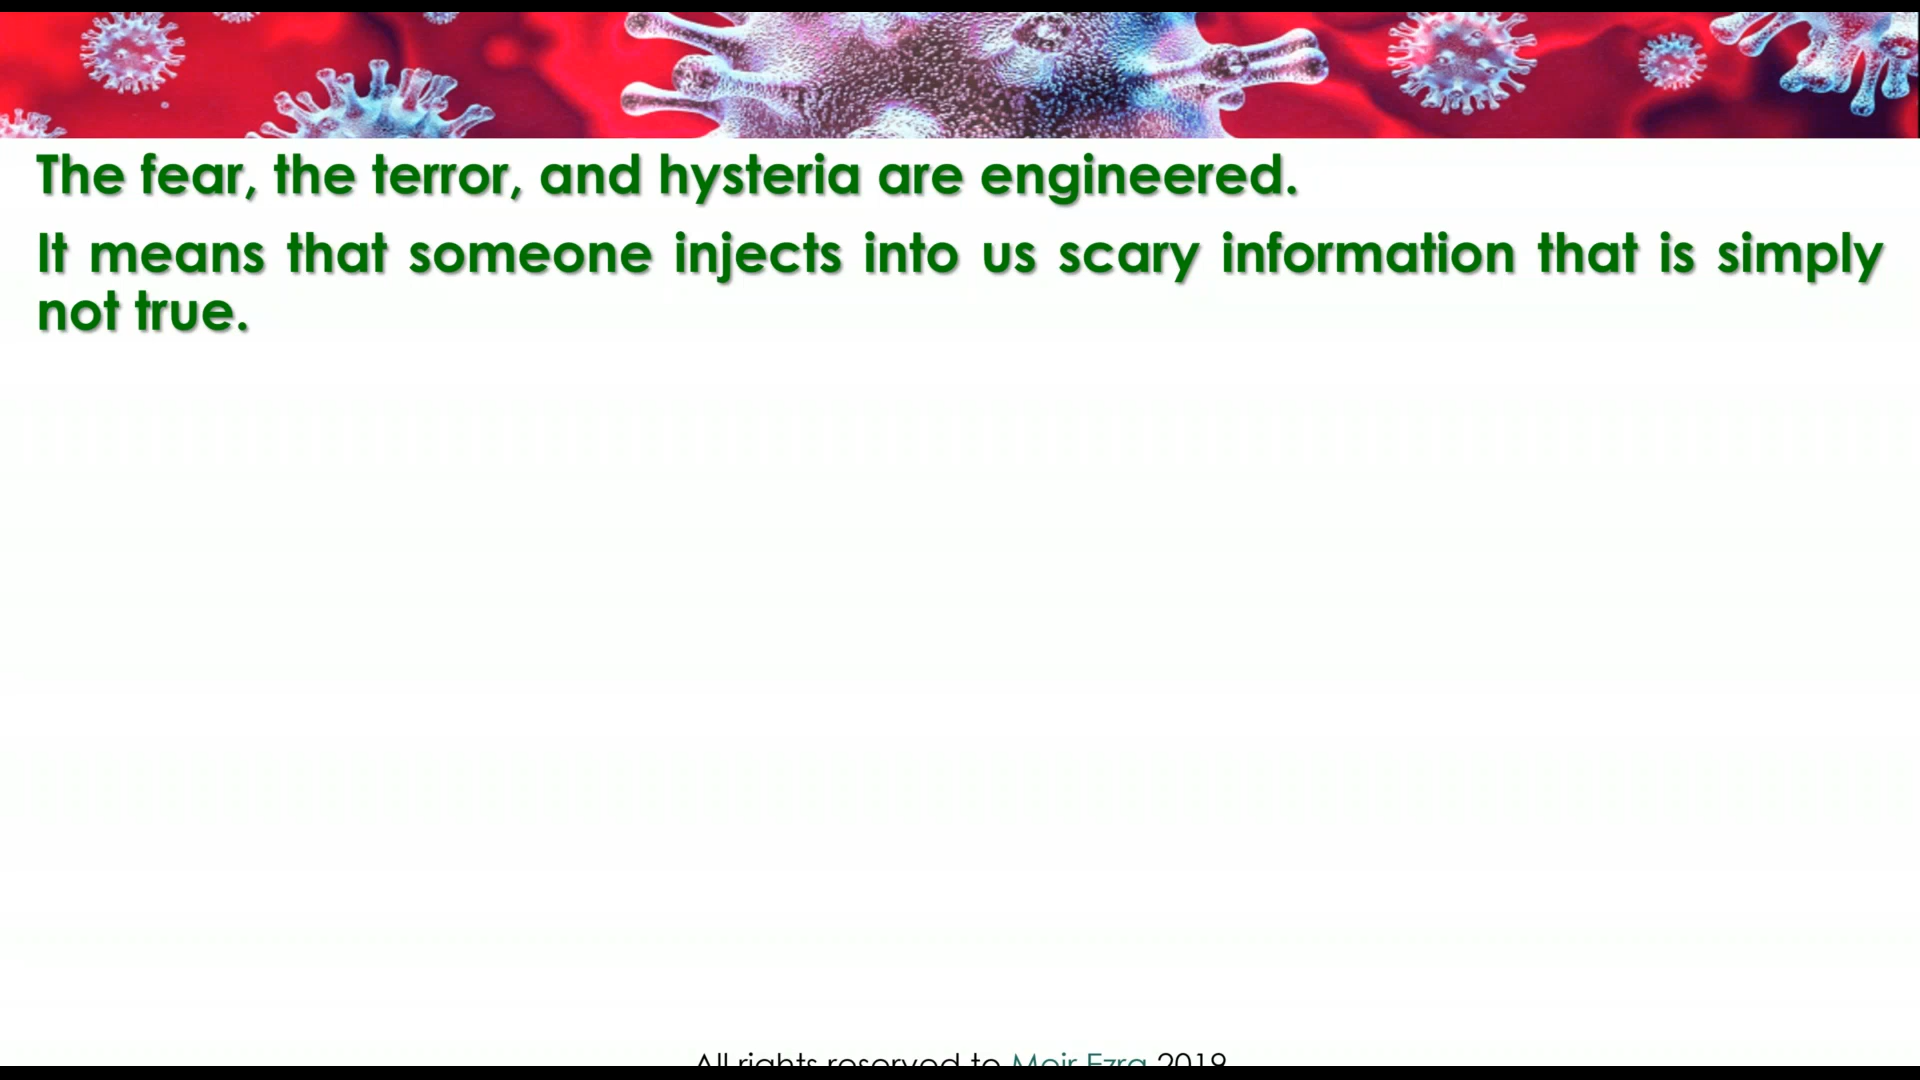 The fear, the terror, and hysteria are engineered.
It means that someone injects into us scary information that is simply
not true.
All rights reserved to Meir Ezra 2019